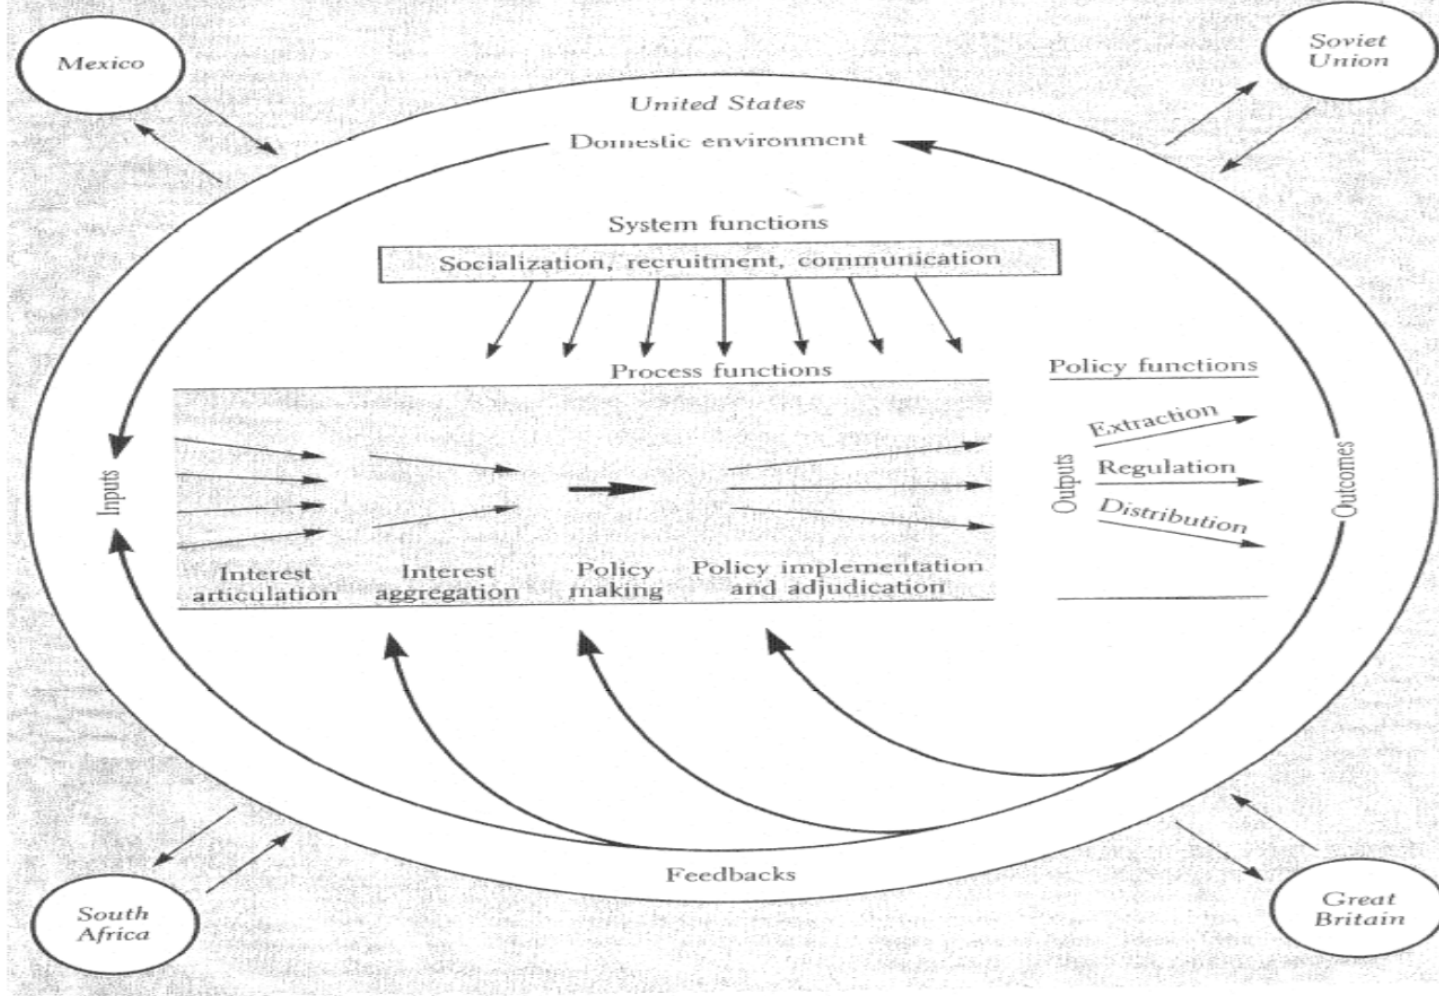 Mexico
Soviet
Union
United States
Domestic environment
System functions
Socialization, recruitment, communication
Process functions
Policy functions
Inputs
Interest
articulation
Interest
aggregation
Policy
making
Policy implementation
and adjudication
Outputs
Extraction
Regulation
Distribution
Outcomes
Feedbacks
South
Africa
Great
Britain